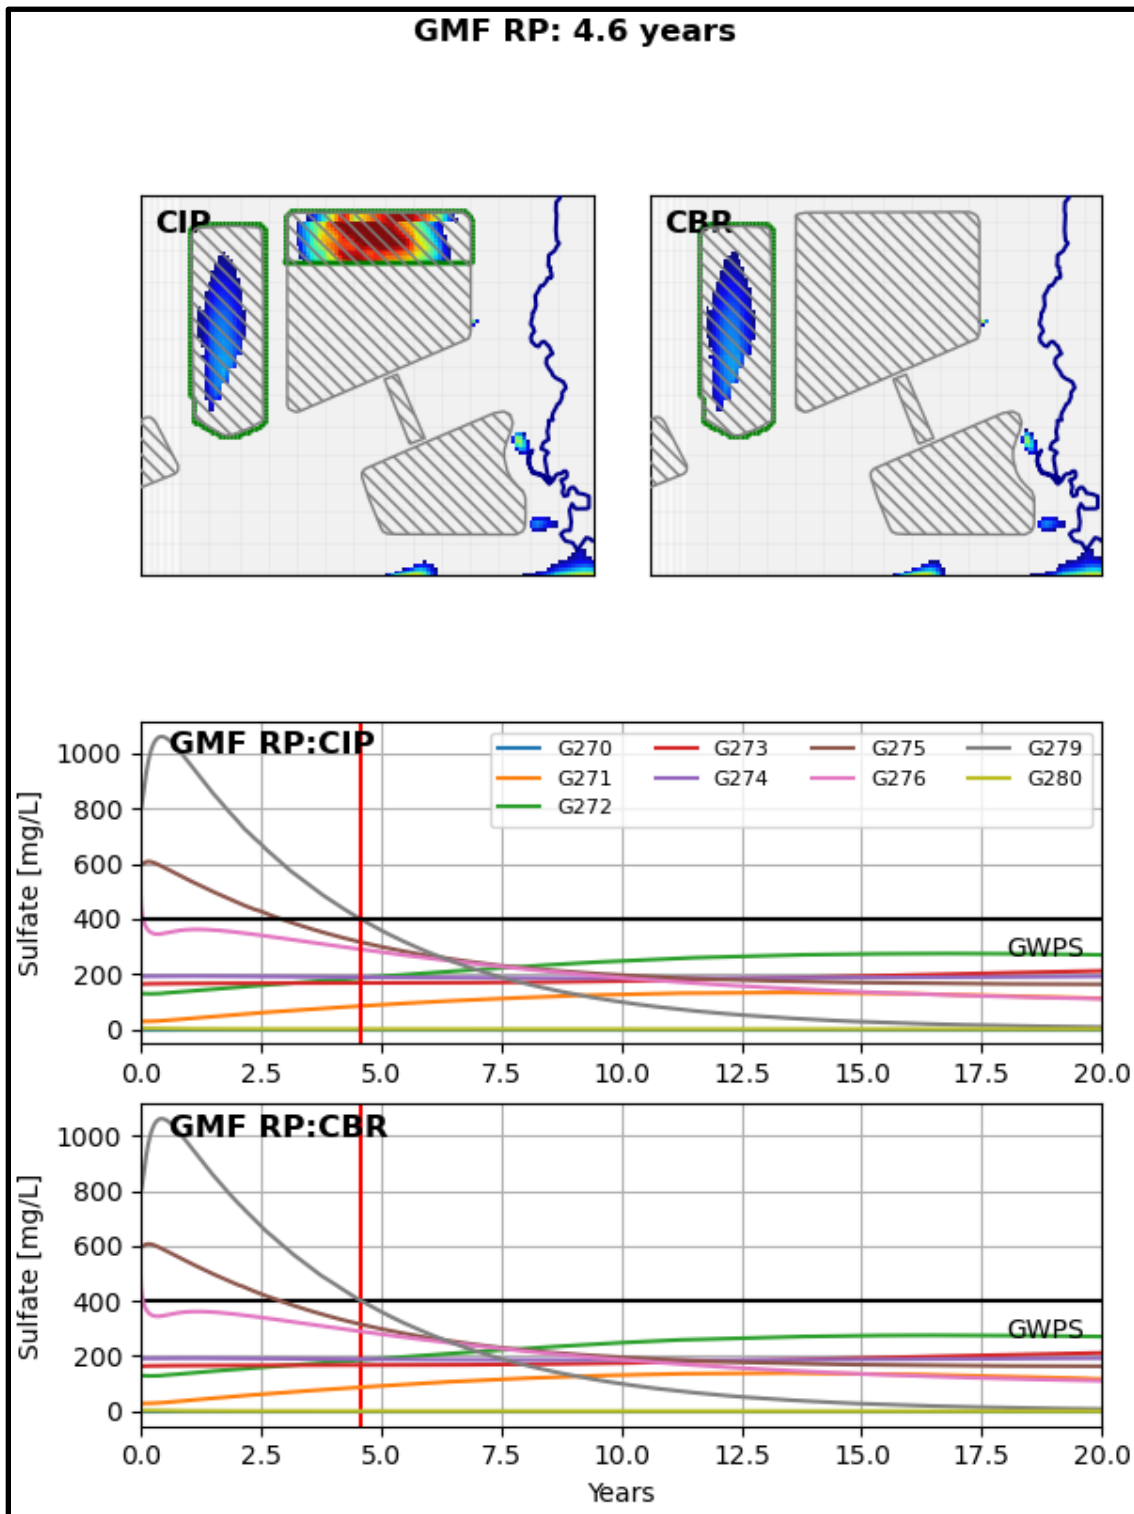 GMF RP: 4.6 years
CIP
CBR
GMF RP:CIP
G270
G273
G275
G279
G271
G274
G276
G280
G272
1000
800
600
400
200
0
Sulfate [mg/L]
GWPS
0.0 2.5 5.0 7.5 10.0 12.5 15.0 17.5 20.0
GMF RP:CBR
1000
800
600
400
200
0
Sulfate [mg/L]
GWPS
0.0 2.5 5.0 7.5 10.0 12.5 15.0 17.5 20.0
Years